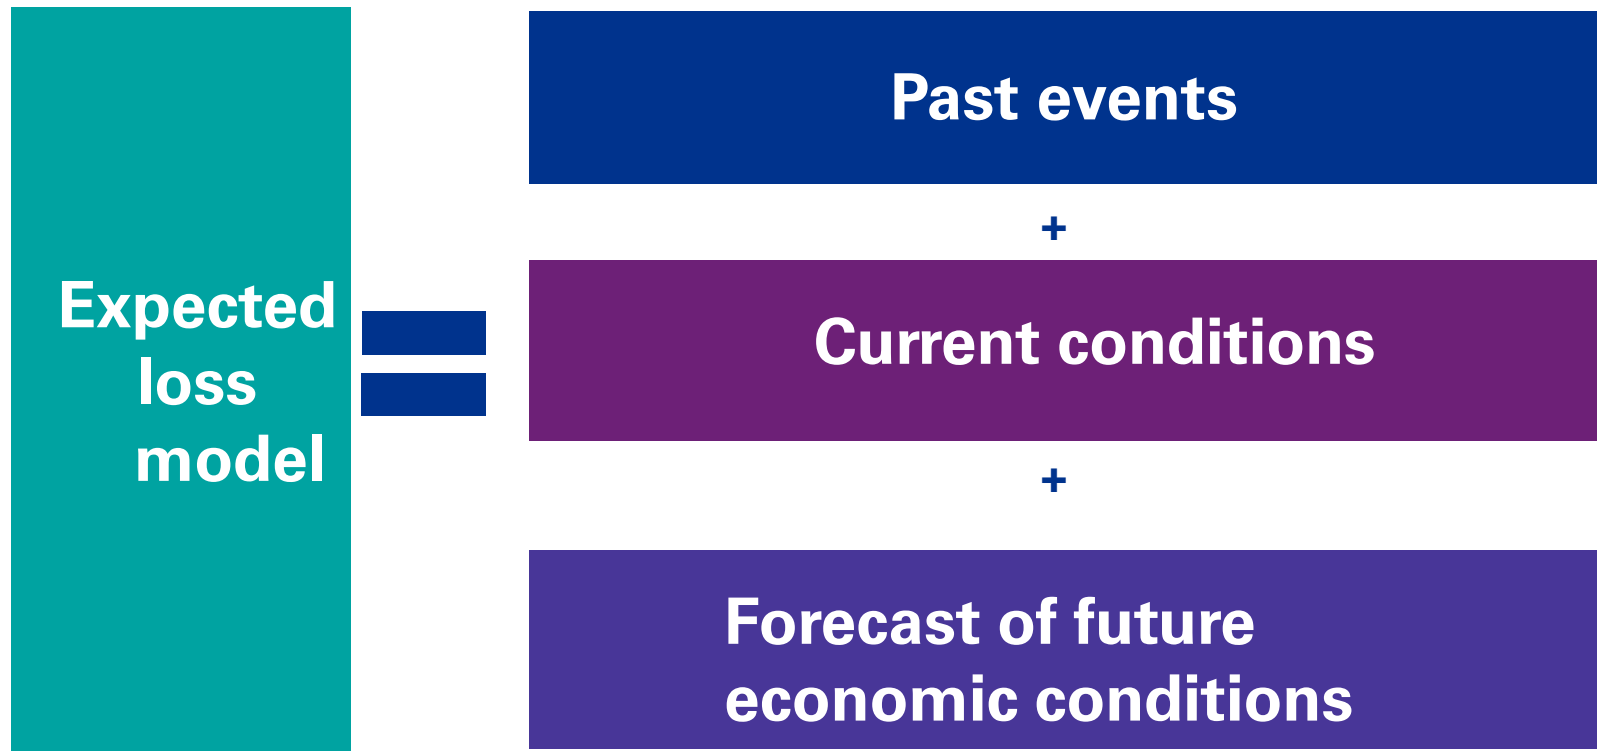 Expected
loss
model
Past events
+
Current conditions
+
Forecast of future
economic conditions